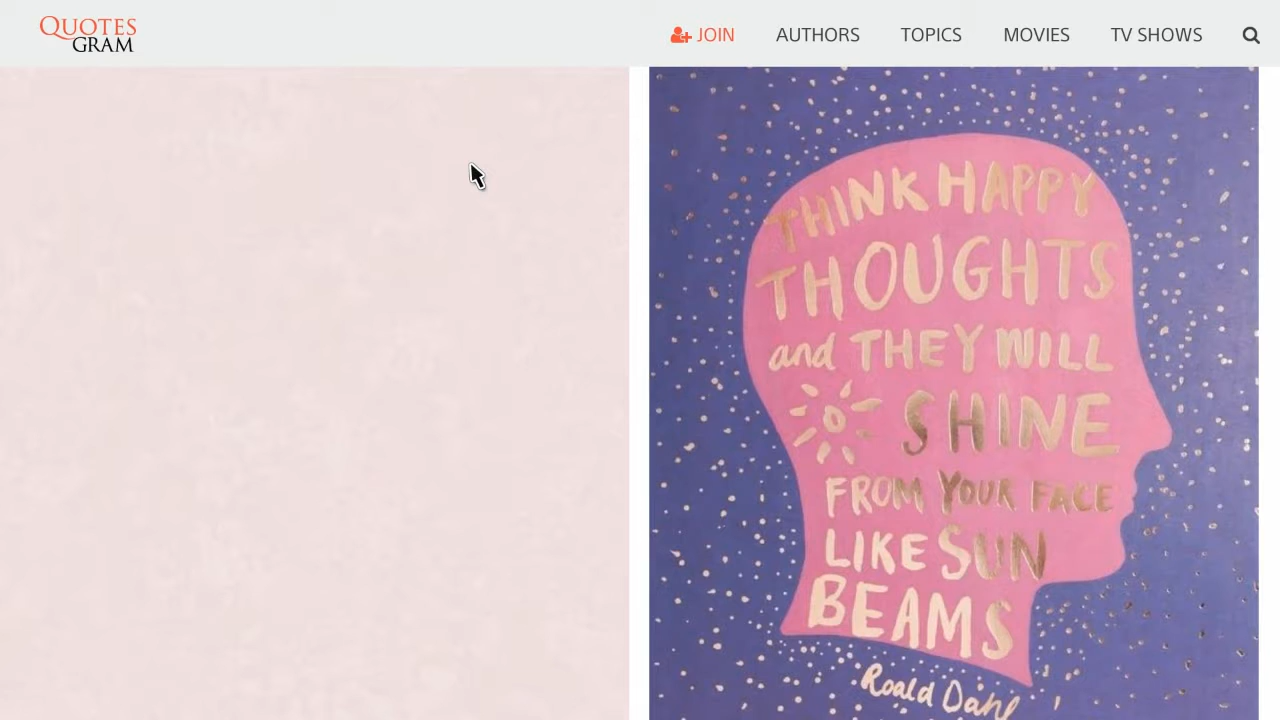 QUOTES
GRAM
JOIN
AUTHORS
TOPICS
MOVIES
TV SHOWS
THINK HAPPY
THOUGHTS
and THEY WILL
SHINE
FROM YOUR FACE
LIKE SUN
BEAMS
Roald Dahl